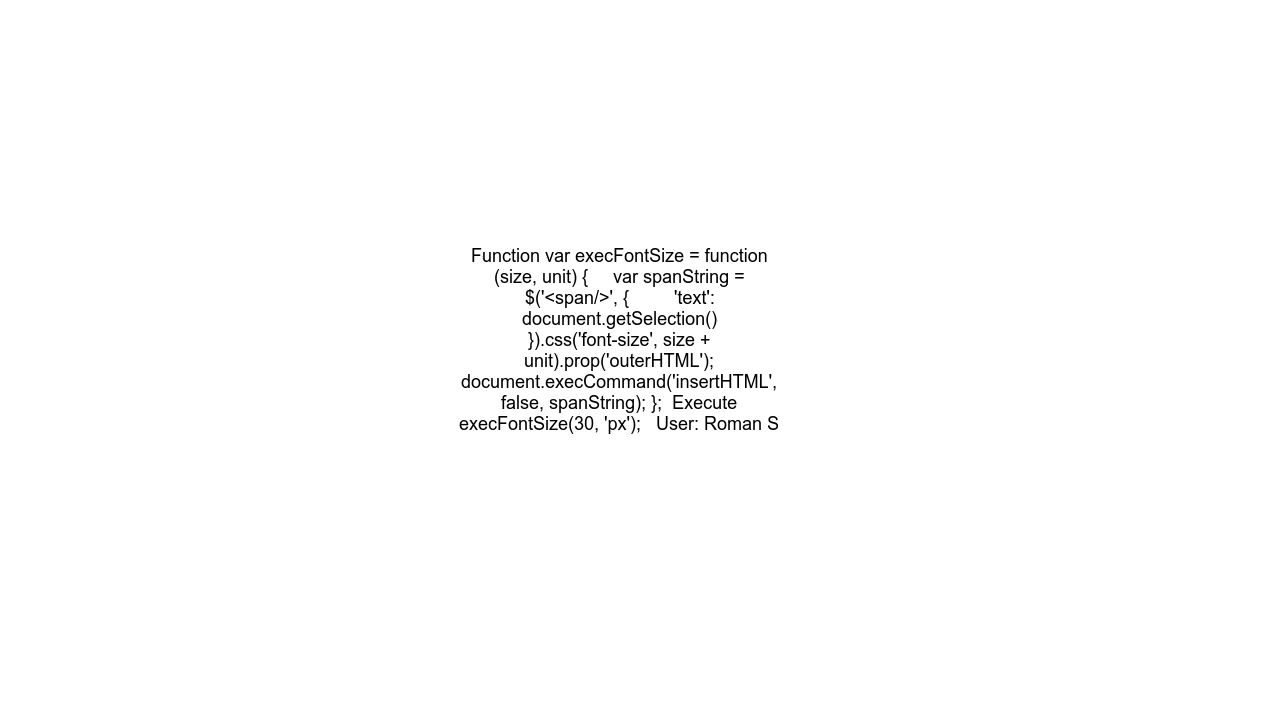 Function var execFontSize = function
(size, unit) {     var spanString =
$('<span/>', {         'text':
document.getSelection()
}).css('font-size', size +
unit).prop('outerHTML');
document.execCommand('insertHTML',
false, spanString); };  Execute
execFontSize(30, 'px');   User: Roman S